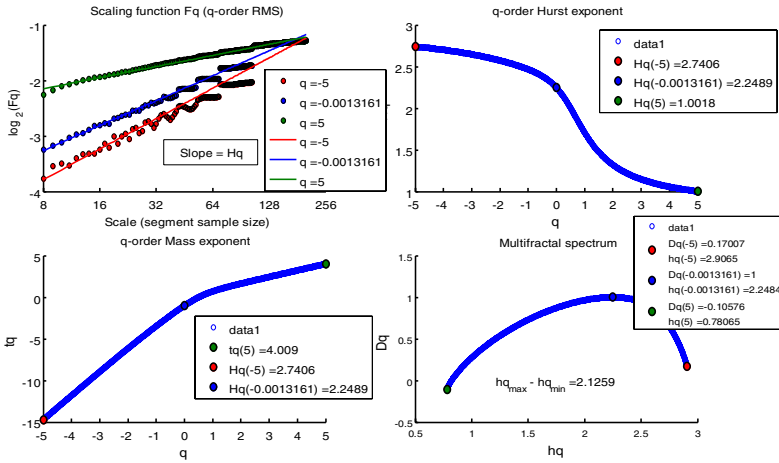 Scaling function Fq (q-order RMS)
-1
-2
-3
-4
log 2(Fq)
8
16
32
64
128
256
Scale (segment sample size)
Slope = Hq
q =-5
q =-0.0013161
q =5
q =-5
q =-0.0013161
q =5
q-order Hurst exponent
3
2.5
2
1.5
1
-5
-4
-3
-2
-1
0
1
2
3
4
5
q
data1
Hq(-5) =2.7406
Hq(-0.0013161) =2.2489
Hq(5) =1.0018
q-order Mass exponent
5
0
-5
-10
-15
tq
-5
-4
-3
-2
-1
0
1
2
3
4
5
q
data1
tq(5) =4.009
Hq(-5) =2.7406
Hq(-0.0013161) =2.2489
Multifractal spectrum
1.5
1
0.5
0
-0.5
Dq
0.5
1
1.5
2
2.5
3
hq
hqmax - hqmin =2.1259
data1
Dq(-5) =0.17007
hq(-5) =2.9065
Dq(-0.0013161) =1
hq(-0.0013161) =2.2484
Dq(5) =-0.10576
hq(5) =0.78065